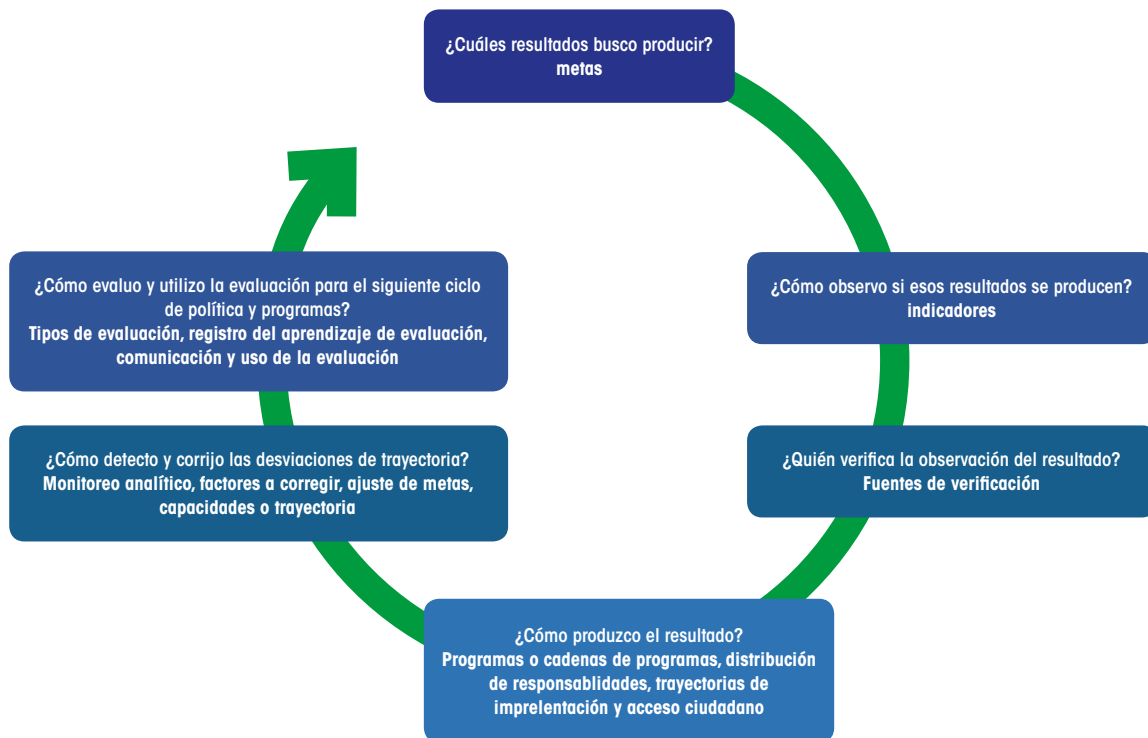 ¿Cuáles resultados busco producir?
metas
¿Cómo observo si esos resultados se producen?
indicadores
¿Quién verifica la observación del resultado?
Fuentes de verificación
¿Cómo produzco el resultado?
Programas o cadenas de programas, distribución
de responsablidades, trayectorias de
imprelentación y acceso ciudadano
¿Cómo detecto y corrijo las desviaciones de trayectoria?
Monitoreo analítico, factores a corregir, ajuste de metas,
capacidades o trayectoria
¿Cómo evaluo y utilizo la evaluación para el siguiente ciclo
de política y programas?
Tipos de evaluación, registro del aprendizaje de evaluación,
comunicación y uso de la evaluación